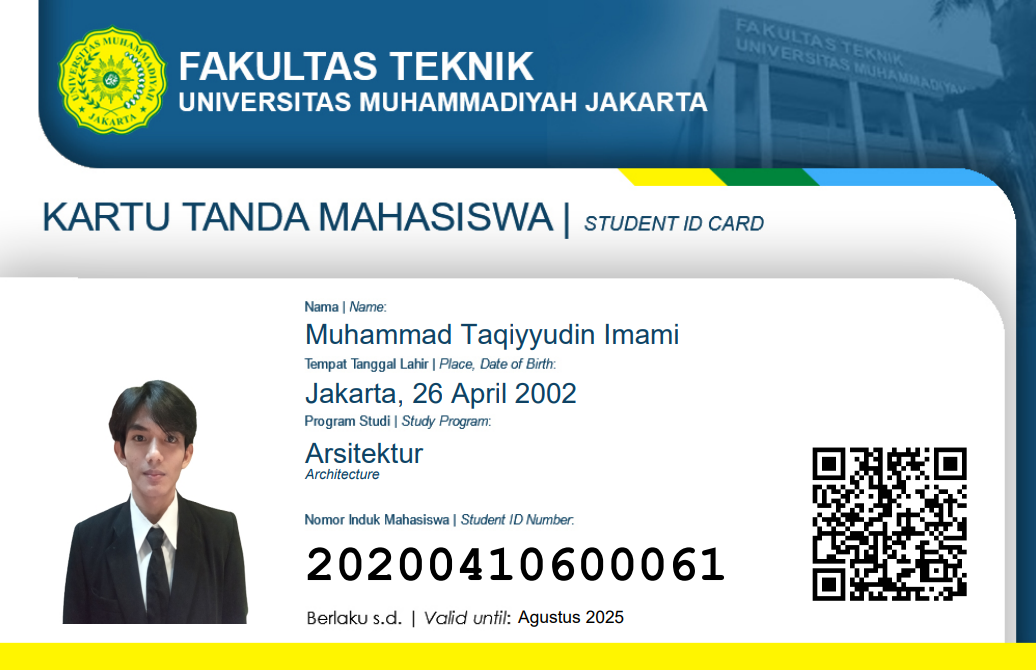 UNIVERSITAS MUHAMMADIYAH
JAKARTA
FAKULTAS TEKNIK
UNIVERSITAS MUHAMMADIYAH JAKARTA
FAKULTAS TEKNIK
UNIVERSITAS MUHAMMADIYAH JAKARTA
KARTU TANDA MAHASISWA | STUDENT ID CARD
Nama | Name:
Muhammad Taqiyyudin Imami
Tempat Tanggal Lahir | Place, Date of Birth:
Jakarta, 26 April 2002
Program Studi | Study Program:
Arsitektur
Architecture
Nomor Induk Mahasiswa | Student ID Number:
20200410600061
Berlaku s.d. | Valid until: Agustus 2025